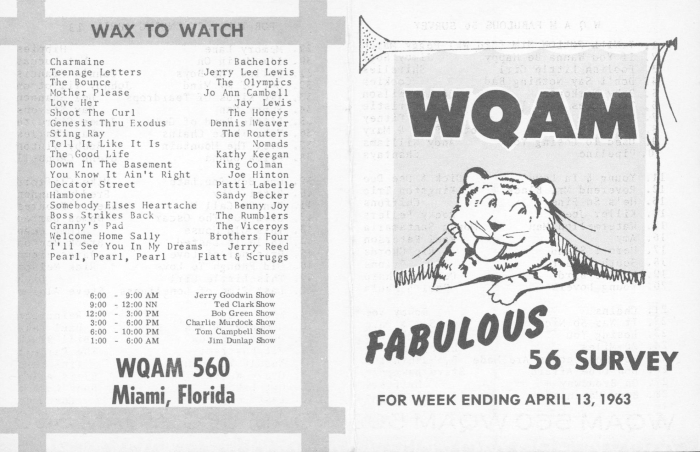 WAX TO WATCH
Charmaine Bachelors
Teenage Letters Jerry Lee Lewis
The Bounce The Olympics
Mother Please Jo Ann Cambell
Love Her Jay Lewis
Shoot The Curl The Honeys
Genesis Thru Exodus Dennis Weaver
Sting Ray The Routers
Tell It Like It Is Nomads
The Good Life Kathy Keegan
Down In The Basement King Colman
You Know It Ain't Right Joe Hinton
Decator Street Patti Labelle
Hambone Sandy Becker
Somebody Elses Heartache Benny Joy
Boss Strikes Back The Rumblers
Granny's Pad The Viceroys
Welcome Home Sally Brothers Four
I'll See You In My Dreams Jerry Reed
Pearl, Pearl, Pearl Flatt & Scruggs
6:00 - 9:00 AM Jerry Goodwin Show
9:00 - 12:00 NN Ted Clark Show
12:00 - 3:00 PM Bob Green Show
3:00 - 6:00 PM Charlie Murdock Show
6:00 - 10:00 PM Tom Campbell Show
1:00 - 6:00 AM Jim Dunlap Show
WQAM 560
Miami, Florida
WQAM
FABULOUS
56 SURVEY
FOR WEEK ENDING APRIL 13, 1963